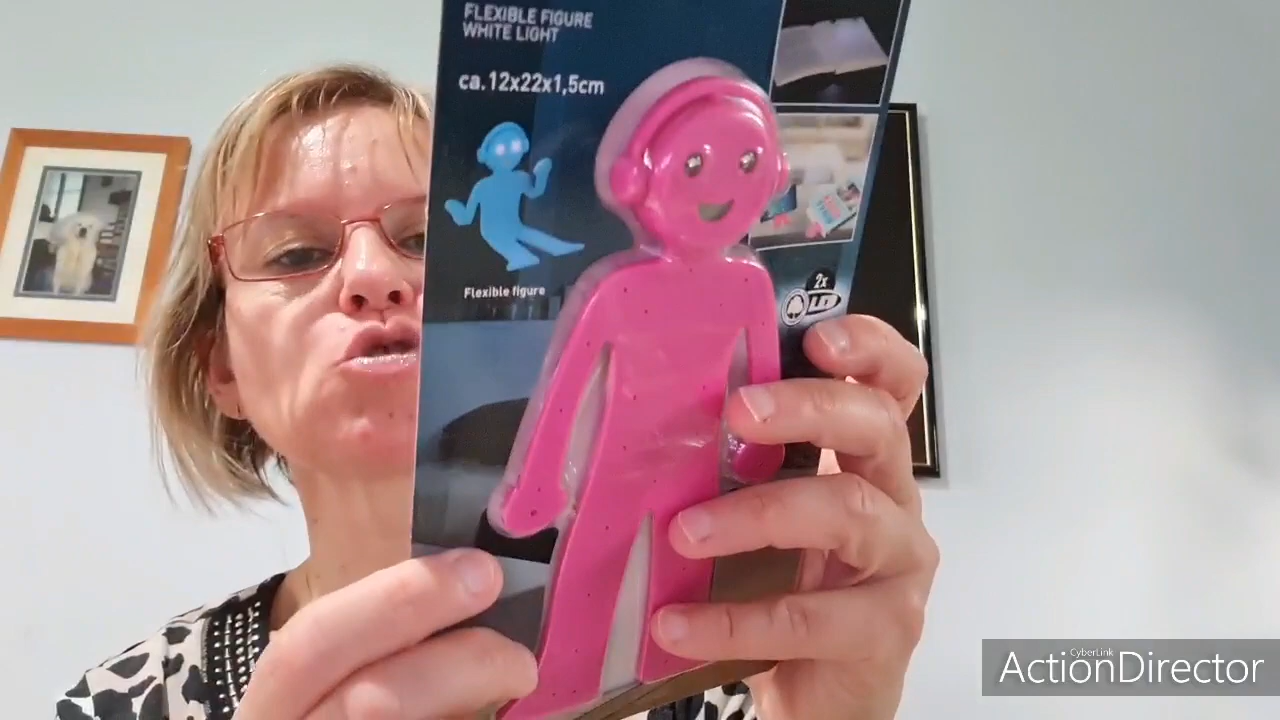 FLEXIBLE FIGURE
WHITE LIGHT
ca. 12x22x1,5cm
Flexible figure
2x
LED
CyberLink
ActionDirector